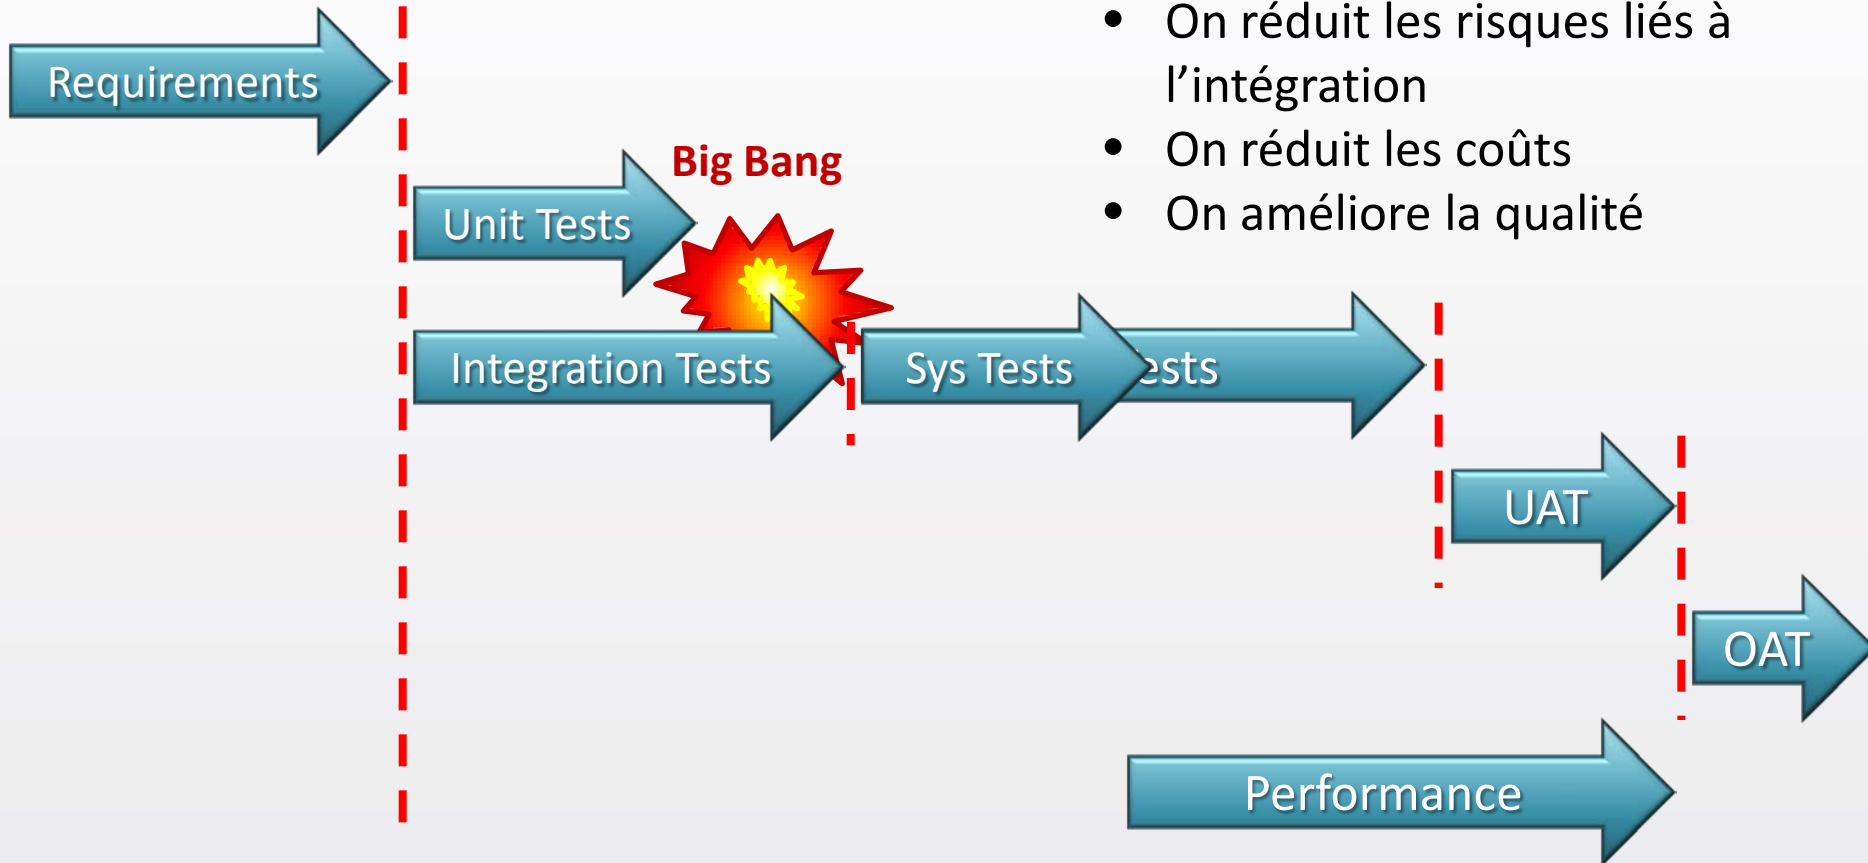 • On réduit les risques liés à
l’intégration
• On réduit les coûts
• On améliore la qualité
Requirements
Big Bang
Unit Tests
Integration Tests
Sys Tests
ests
UAT
OAT
Performance